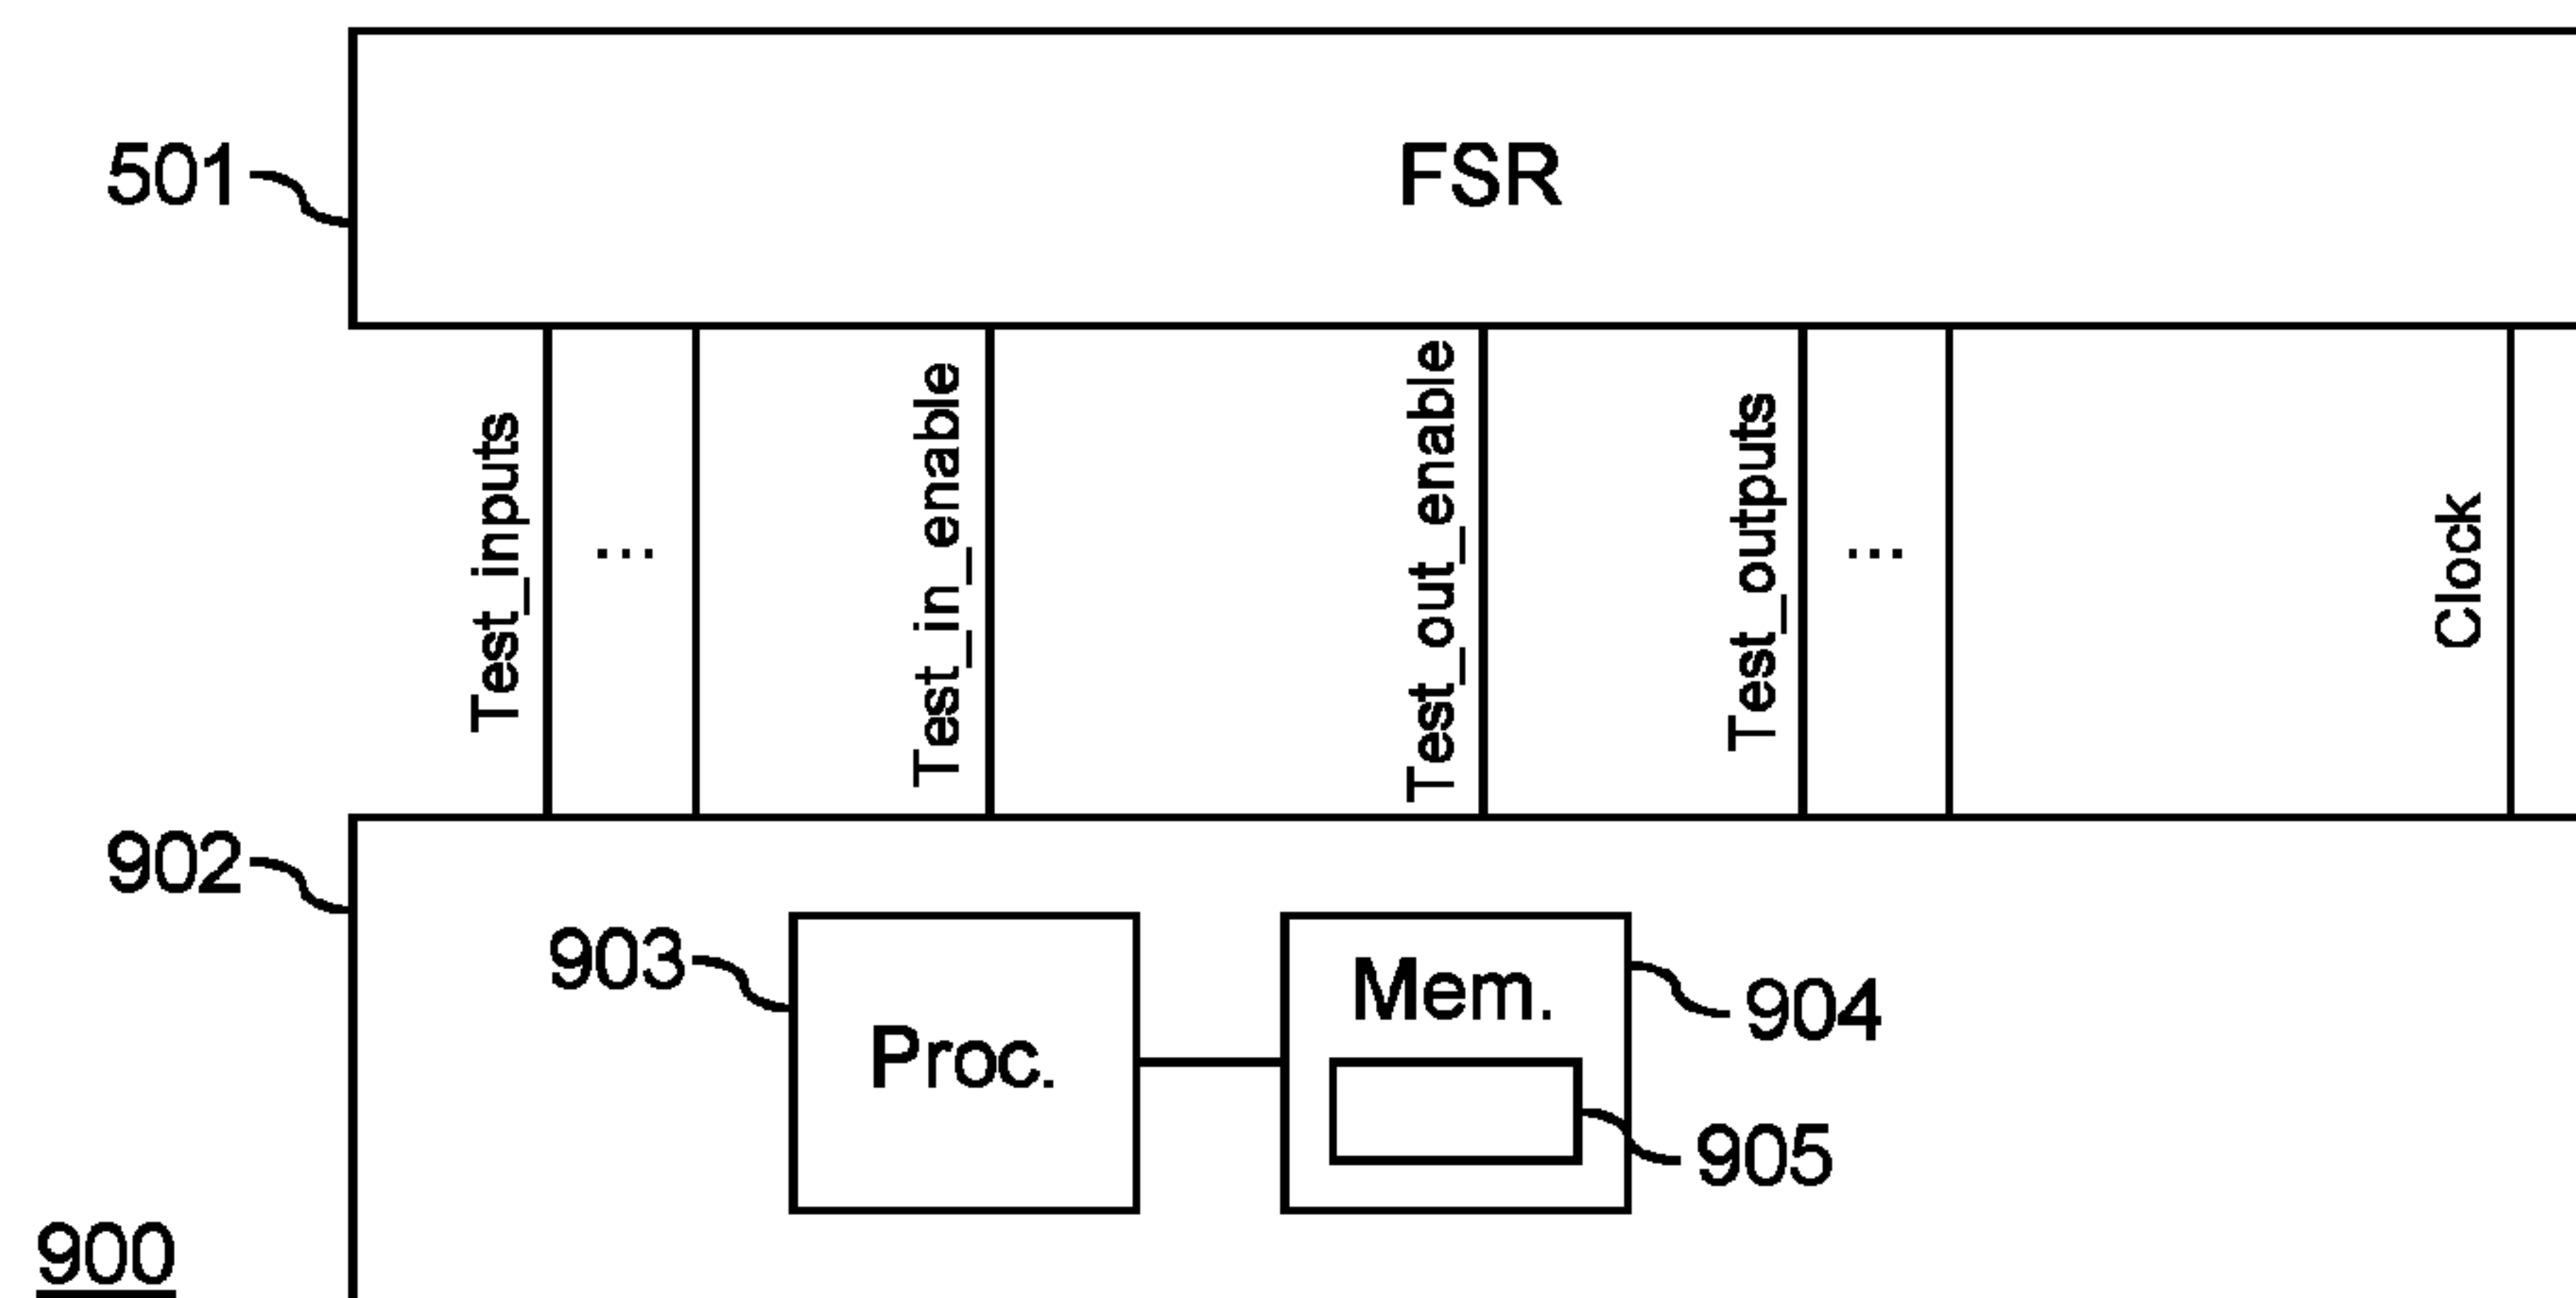 501
FSR
Test_inputs
...
Test_in_enable
Test_out_enable
Test_outputs
...
Clock
902
903
Proc.
Mem.
904
905
900